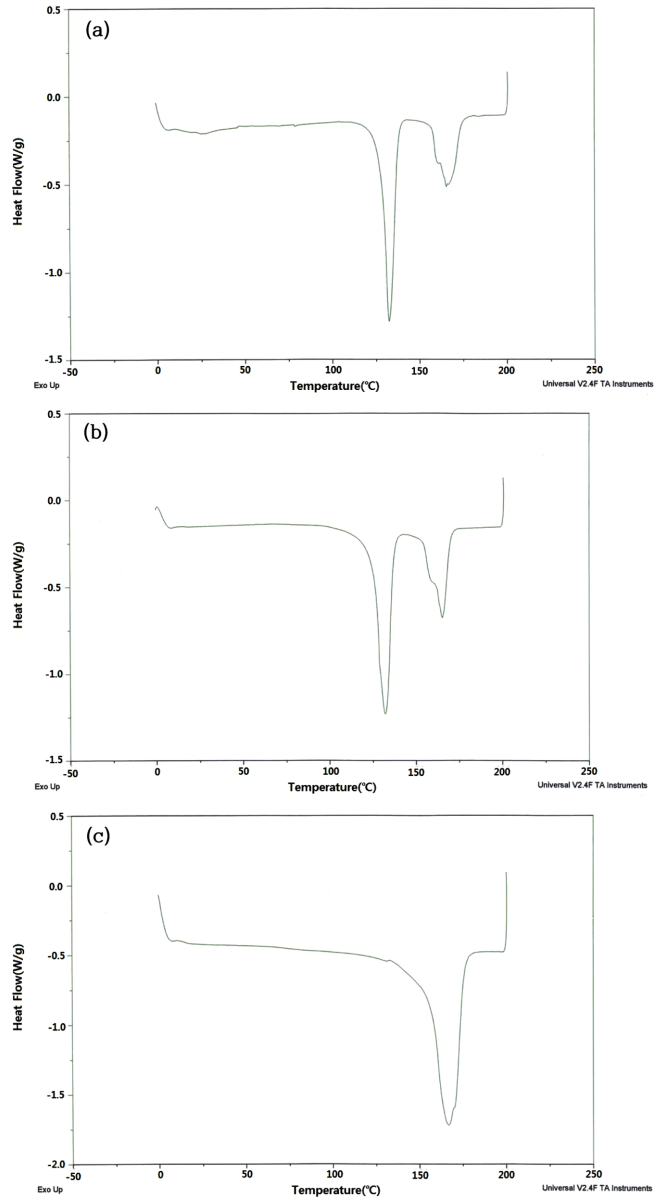 (a)
0.5
0.0
-0.5
-1.0
-1.5
Heat Flow(W/g)
-50 0 50 100 150 200 250
Exo Up Temperature(℃) Universal V2.4F TA Instruments
(b)
0.5
0.0
-0.5
-1.0
-1.5
Heat Flow(W/g)
-50 0 50 100 150 200 250
Exo Up Temperature(℃) Universal V2.4F TA Instruments
(c)
0.5
0.0
-0.5
-1.0
-1.5
-2.0
Heat Flow(W/g)
-50 0 50 100 150 200 250
Exo Up Temperature(℃) Universal V2.4F TA Instruments